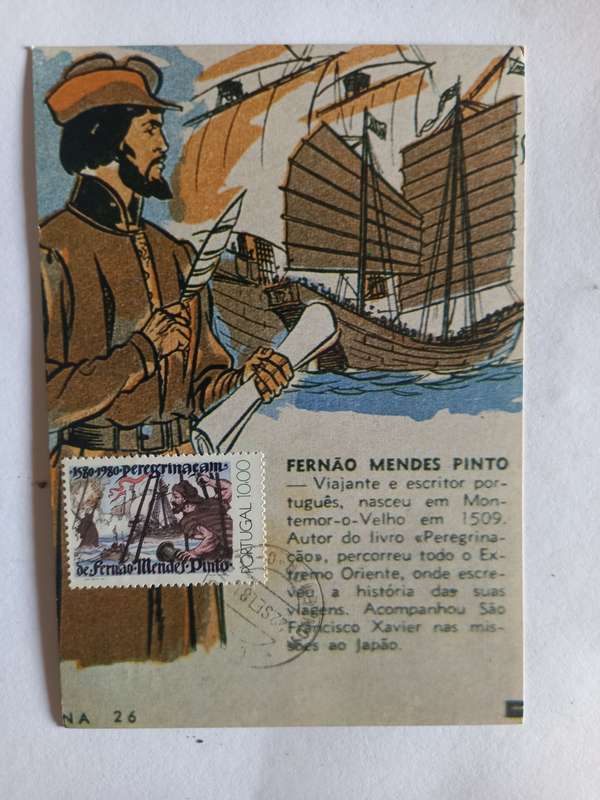 FERNÃO MENDES PINTO
— Viajante e escritor por-
tuguês, nasceu em Mon-
temor-o-Velho em 1509.
Autor do livro «Peregrina-
ção», percorreu todo o Ex-
tremo Oriente, onde escre-
veu a história das suas
viagens. Acompanhou São
Francisco Xavier nas mis-
sões ao Japão.
1580·1980·peregrinaçam
de Fernão·Mendes·Pinto
PORTUGAL 10.00
SET.81
NA 26